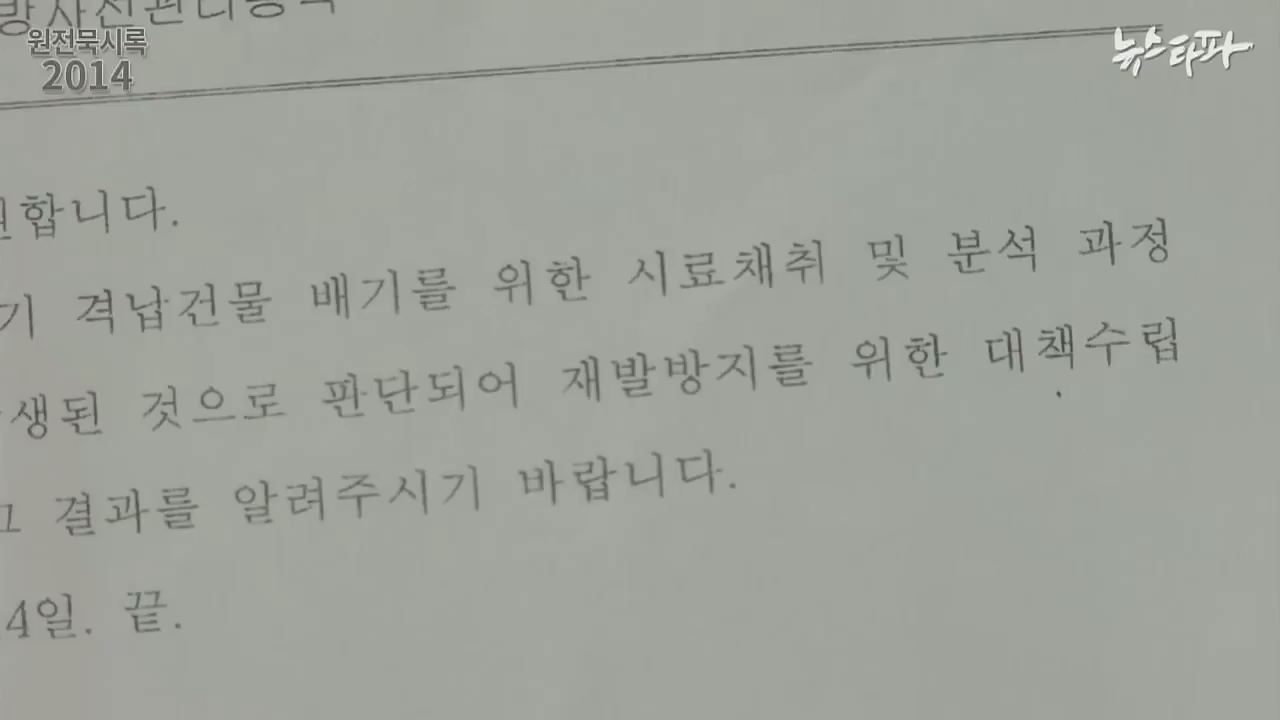 원전묵시록
2014
뉴스타파
합니다.
기 격납건물 배기를 위한 시료채취 및 분석 과정
생된 것으로 판단되어 재발방지를 위한 대책수립
그 결과를 알려주시기 바랍니다.
4일. 끝.